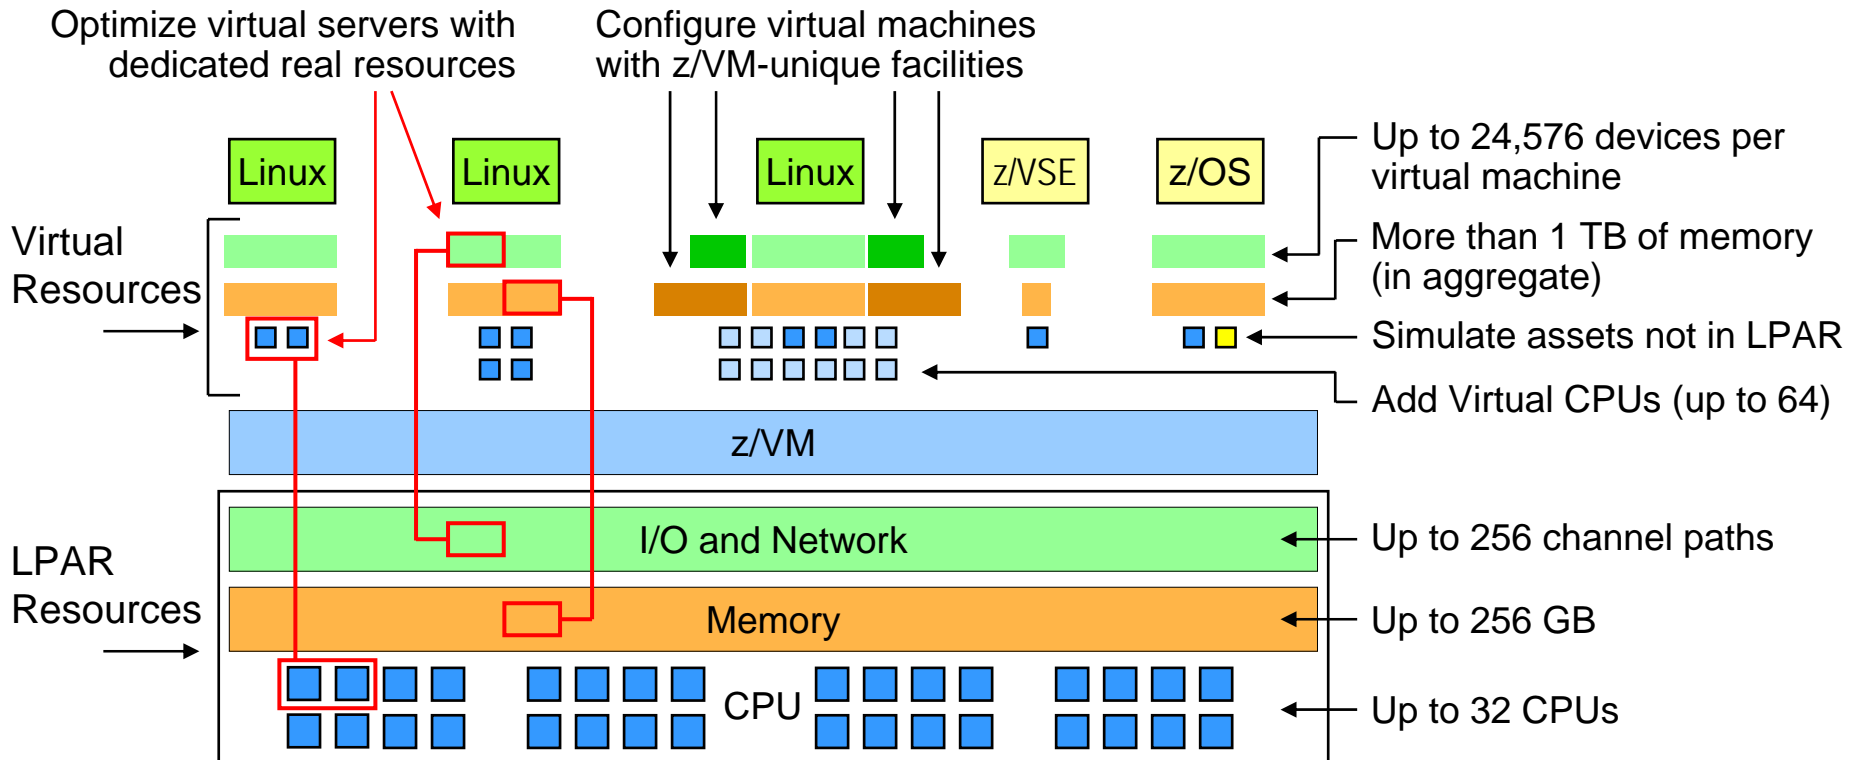 Optimize virtual servers with
dedicated real resources
Configure virtual machines
with z/VM-unique facilities
Linux
Linux
Linux
z/VSE
z/OS
Up to 24,576 devices per
virtual machine
Virtual
Resources
More than 1 TB of memory
(in aggregate)
Simulate assets not in LPAR
Add Virtual CPUs (up to 64)
z/VM
I/O and Network
Up to 256 channel paths
LPAR
Resources
Memory
Up to 256 GB
CPU
Up to 32 CPUs